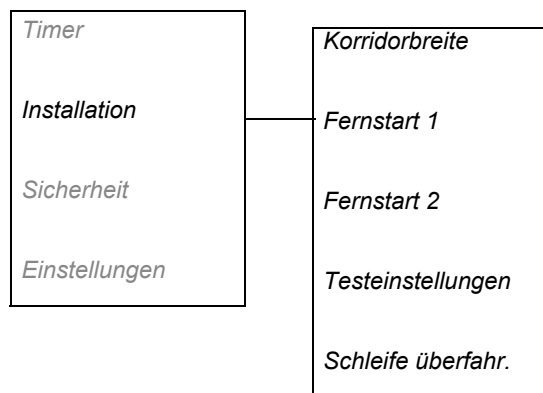 Timer
Installation
Sicherheit
Einstellungen
Korridorbreite
Fernstart 1
Fernstart 2
Testeinstellungen
Schleife überfahr.